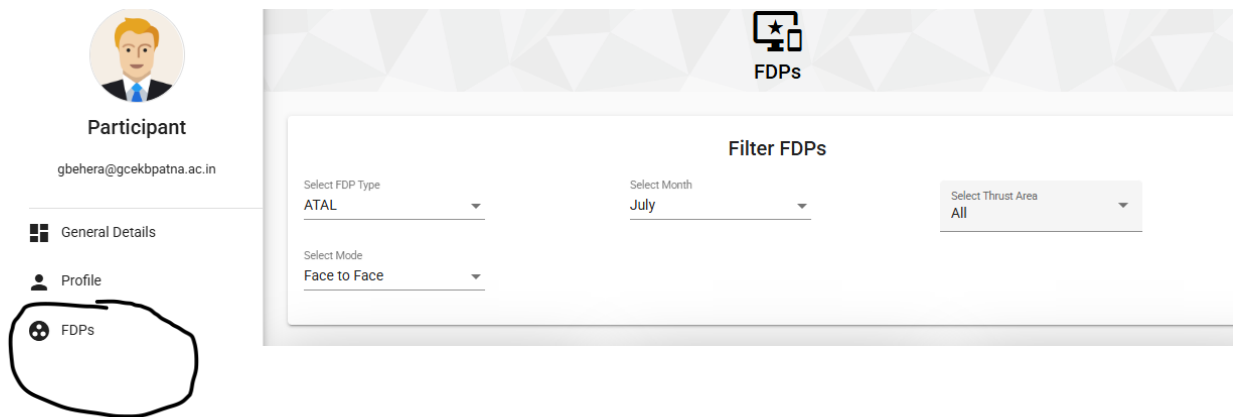 Participant
gbehera@gcekbpatna.ac.in
General Details
Profile
FDPs
FDPs
Filter FDPs
Select FDP Type
ATAL
Select Month
July
Select Thrust Area
All
Select Mode
Face to Face